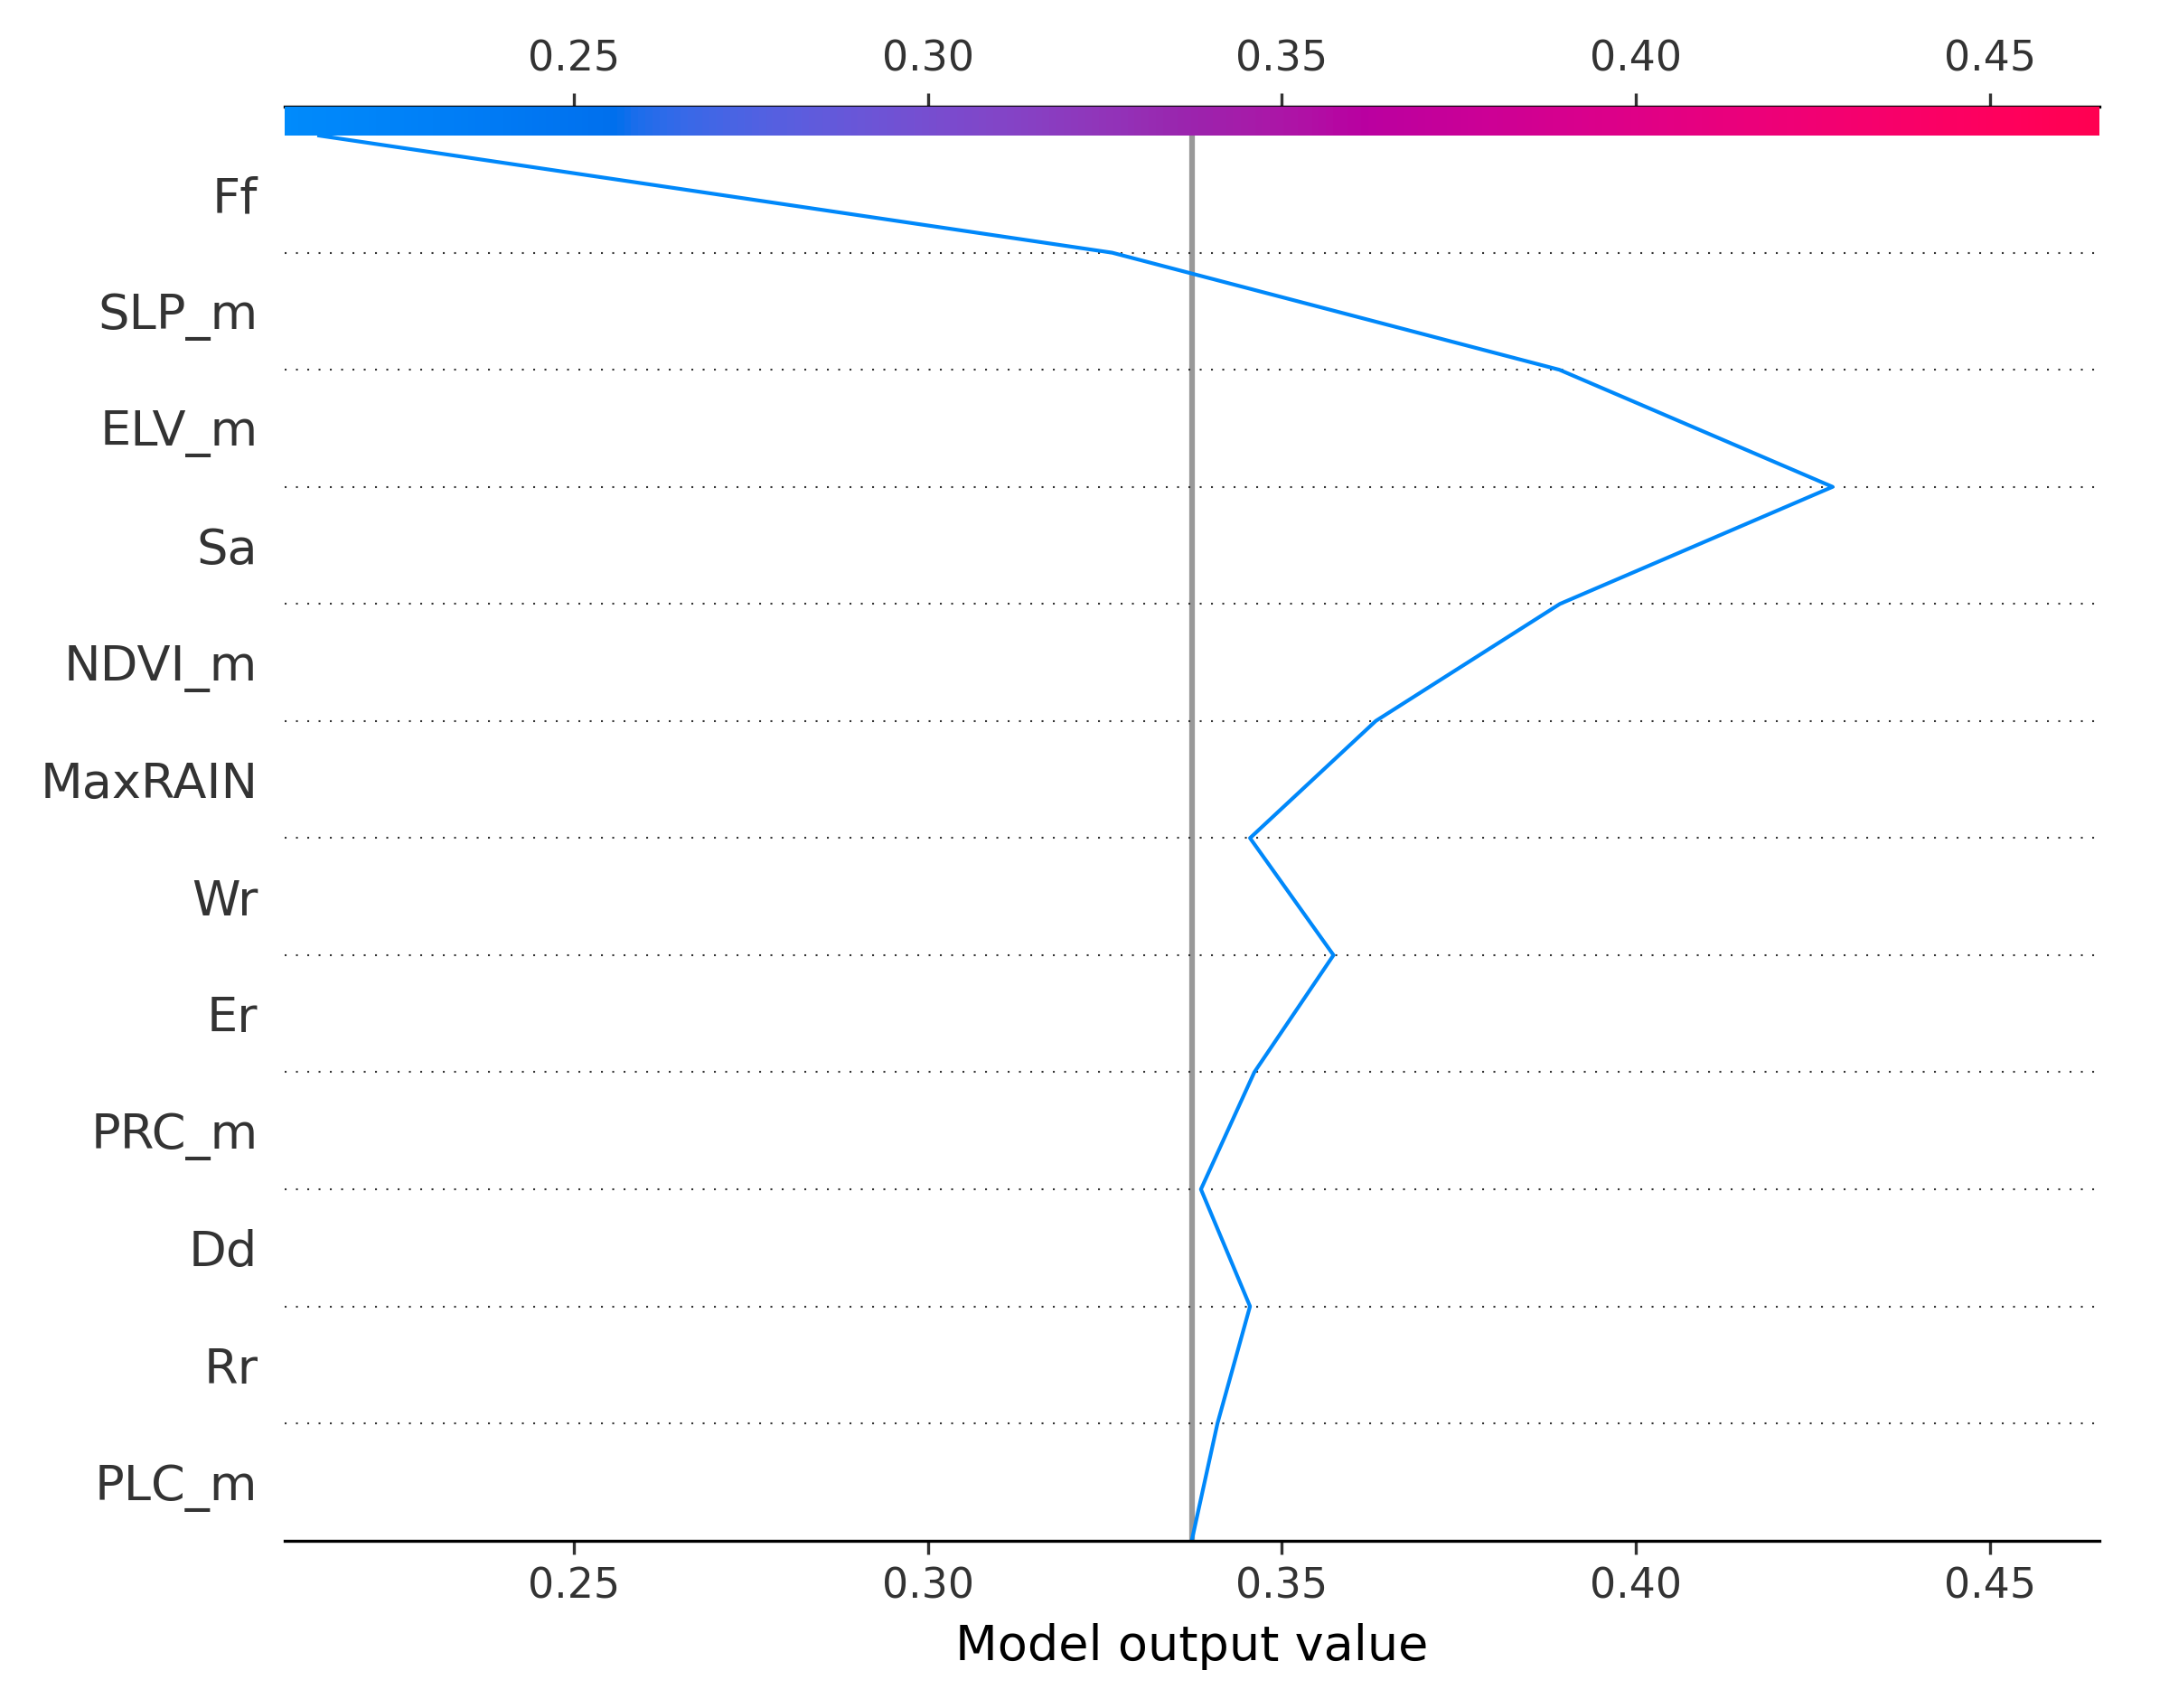 0.25 0.30 0.35 0.40 0.45
Ff
SLP_m
ELV_m
Sa
NDVI_m
MaxRAIN
Wr
Er
PRC_m
Dd
Rr
PLC_m
0.25 0.30 0.35 0.40 0.45
Model output value